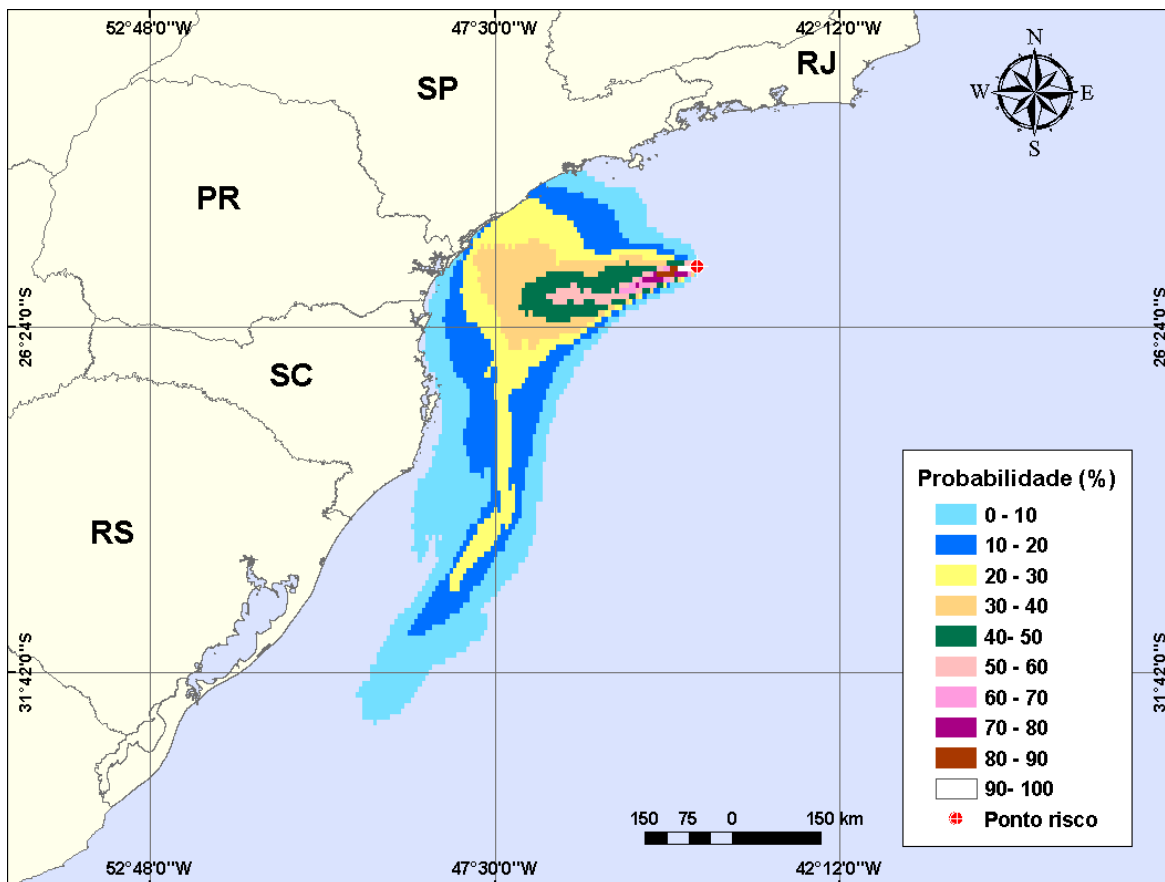 52°48'0"W 47°30'0"W 42°12'0"W
RJ
SP
N
W E
S
PR
26°24'0"S 26°24'0"S
SC
RS
31°42'0"S 31°42'0"S
Probabilidade (%)
0 - 10
10 - 20
20 - 30
30 - 40
40- 50
50 - 60
60 - 70
70 - 80
80 - 90
90- 100
Ponto risco
150 75 0 150 km
52°48'0"W 47°30'0"W 42°12'0"W